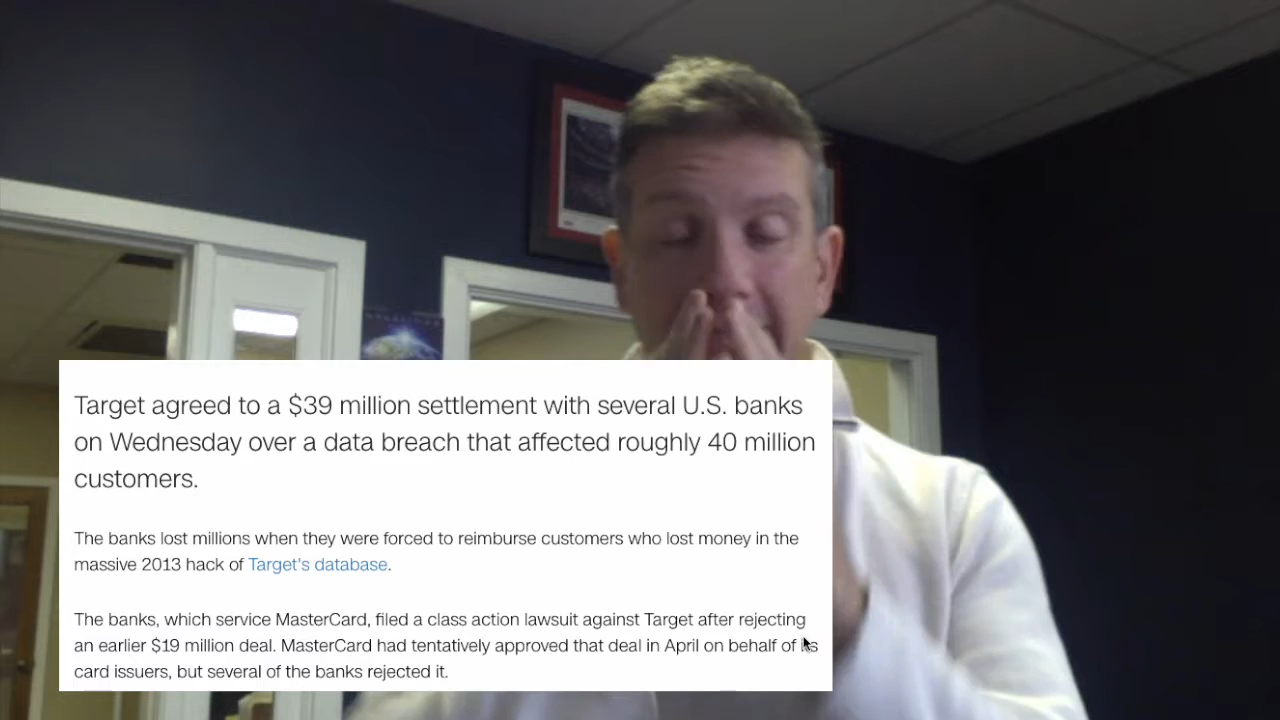 Target agreed to a $39 million settlement with several U.S. banks
on Wednesday over a data breach that affected roughly 40 million
customers.
The banks lost millions when they were forced to reimburse customers who lost money in the
massive 2013 hack of Target's database.
The banks, which service MasterCard, filed a class action lawsuit against Target after rejecting
an earlier $19 million deal. MasterCard had tentatively approved that deal in April on behalf of its
card issuers, but several of the banks rejected it.